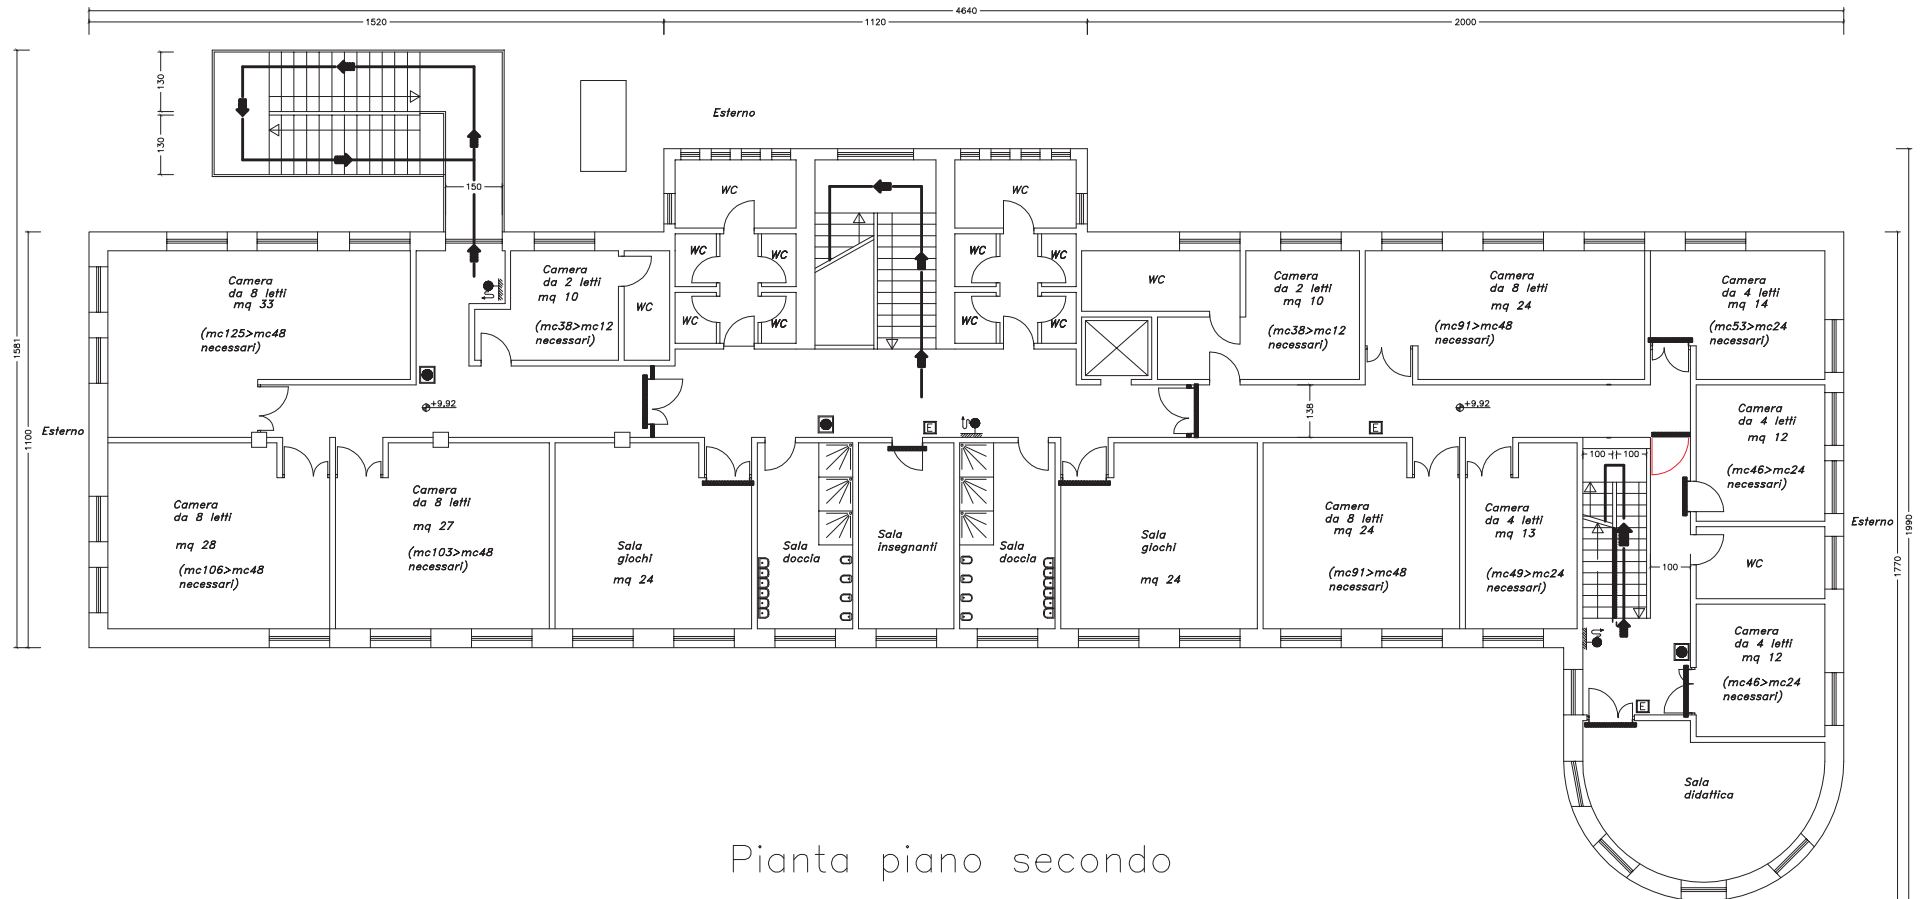 4640
1520
1120
2000
130
130
150
Esterno
WC
WC
1581
1100
1990
1770
Camera
da 8 letti
mq 33
(mc125>mc48
necessari)
Camera
da 2 letti
mq 10
(mc38>mc12
necessari)
WC
WC
WC
WC
WC
WC
WC
WC
WC
WC
Camera
da 2 letti
mq 10
(mc38>mc12
necessari)
Camera
da 8 letti
mq 24
(mc91>mc48
necessari)
Camera
da 4 letti
mq 14
(mc53>mc24
necessari)
+9,92
138
+9,92
E
E
Esterno
Camera
da 4 letti
mq 12
(mc46>mc24
necessari)
100
100
Camera
da 8 letti
mq 28
(mc106>mc48
necessari)
Camera
da 8 letti
mq 27
(mc103>mc48
necessari)
Sala
giochi
mq 24
Sala
doccia
Sala
insegnanti
Sala
doccia
Sala
giochi
mq 24
Camera
da 8 letti
mq 24
(mc91>mc48
necessari)
Camera
da 4 letti
mq 13
(mc49>mc24
necessari)
Esterno
100
WC
Camera
da 4 letti
mq 12
(mc46>mc24
necessari)
E
Sala
didattica
Pianta piano secondo